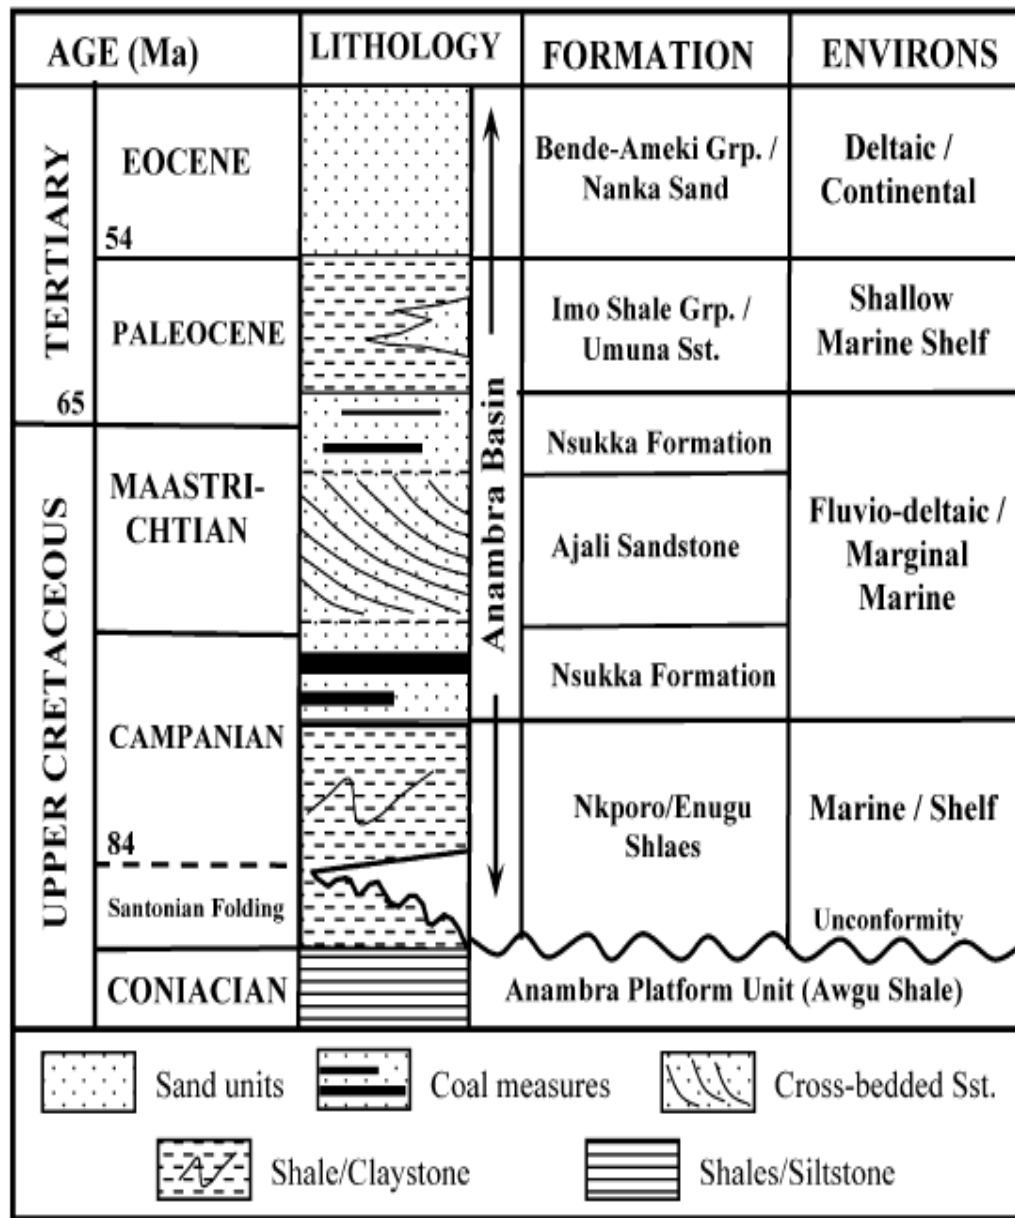 AGE (Ma)
LITHOLOGY
FORMATION
ENVIRONS
TERTIARY
EOCENE
54
Bende-Ameki Grp. /
Nanka Sand
Deltaic /
Continental
PALEOCENE
65
Imo Shale Grp. /
Umuna Sst.
Shallow
Marine Shelf
Anambra Basin
UPPER CRETACEOUS
MAASTRI-
CHTIAN
Nsukka Formation
Ajali Sandstone
Nsukka Formation
Fluvio-deltaic /
Marginal
Marine
CAMPANIAN
84
Nkporo/Enugu
Shlaes
Marine / Shelf
Santonian Folding
Unconformity
CONIACIAN
Anambra Platform Unit (Awgu Shale)
Sand units
Coal measures
Cross-bedded Sst.
Shale/Claystone
Shales/Siltstone